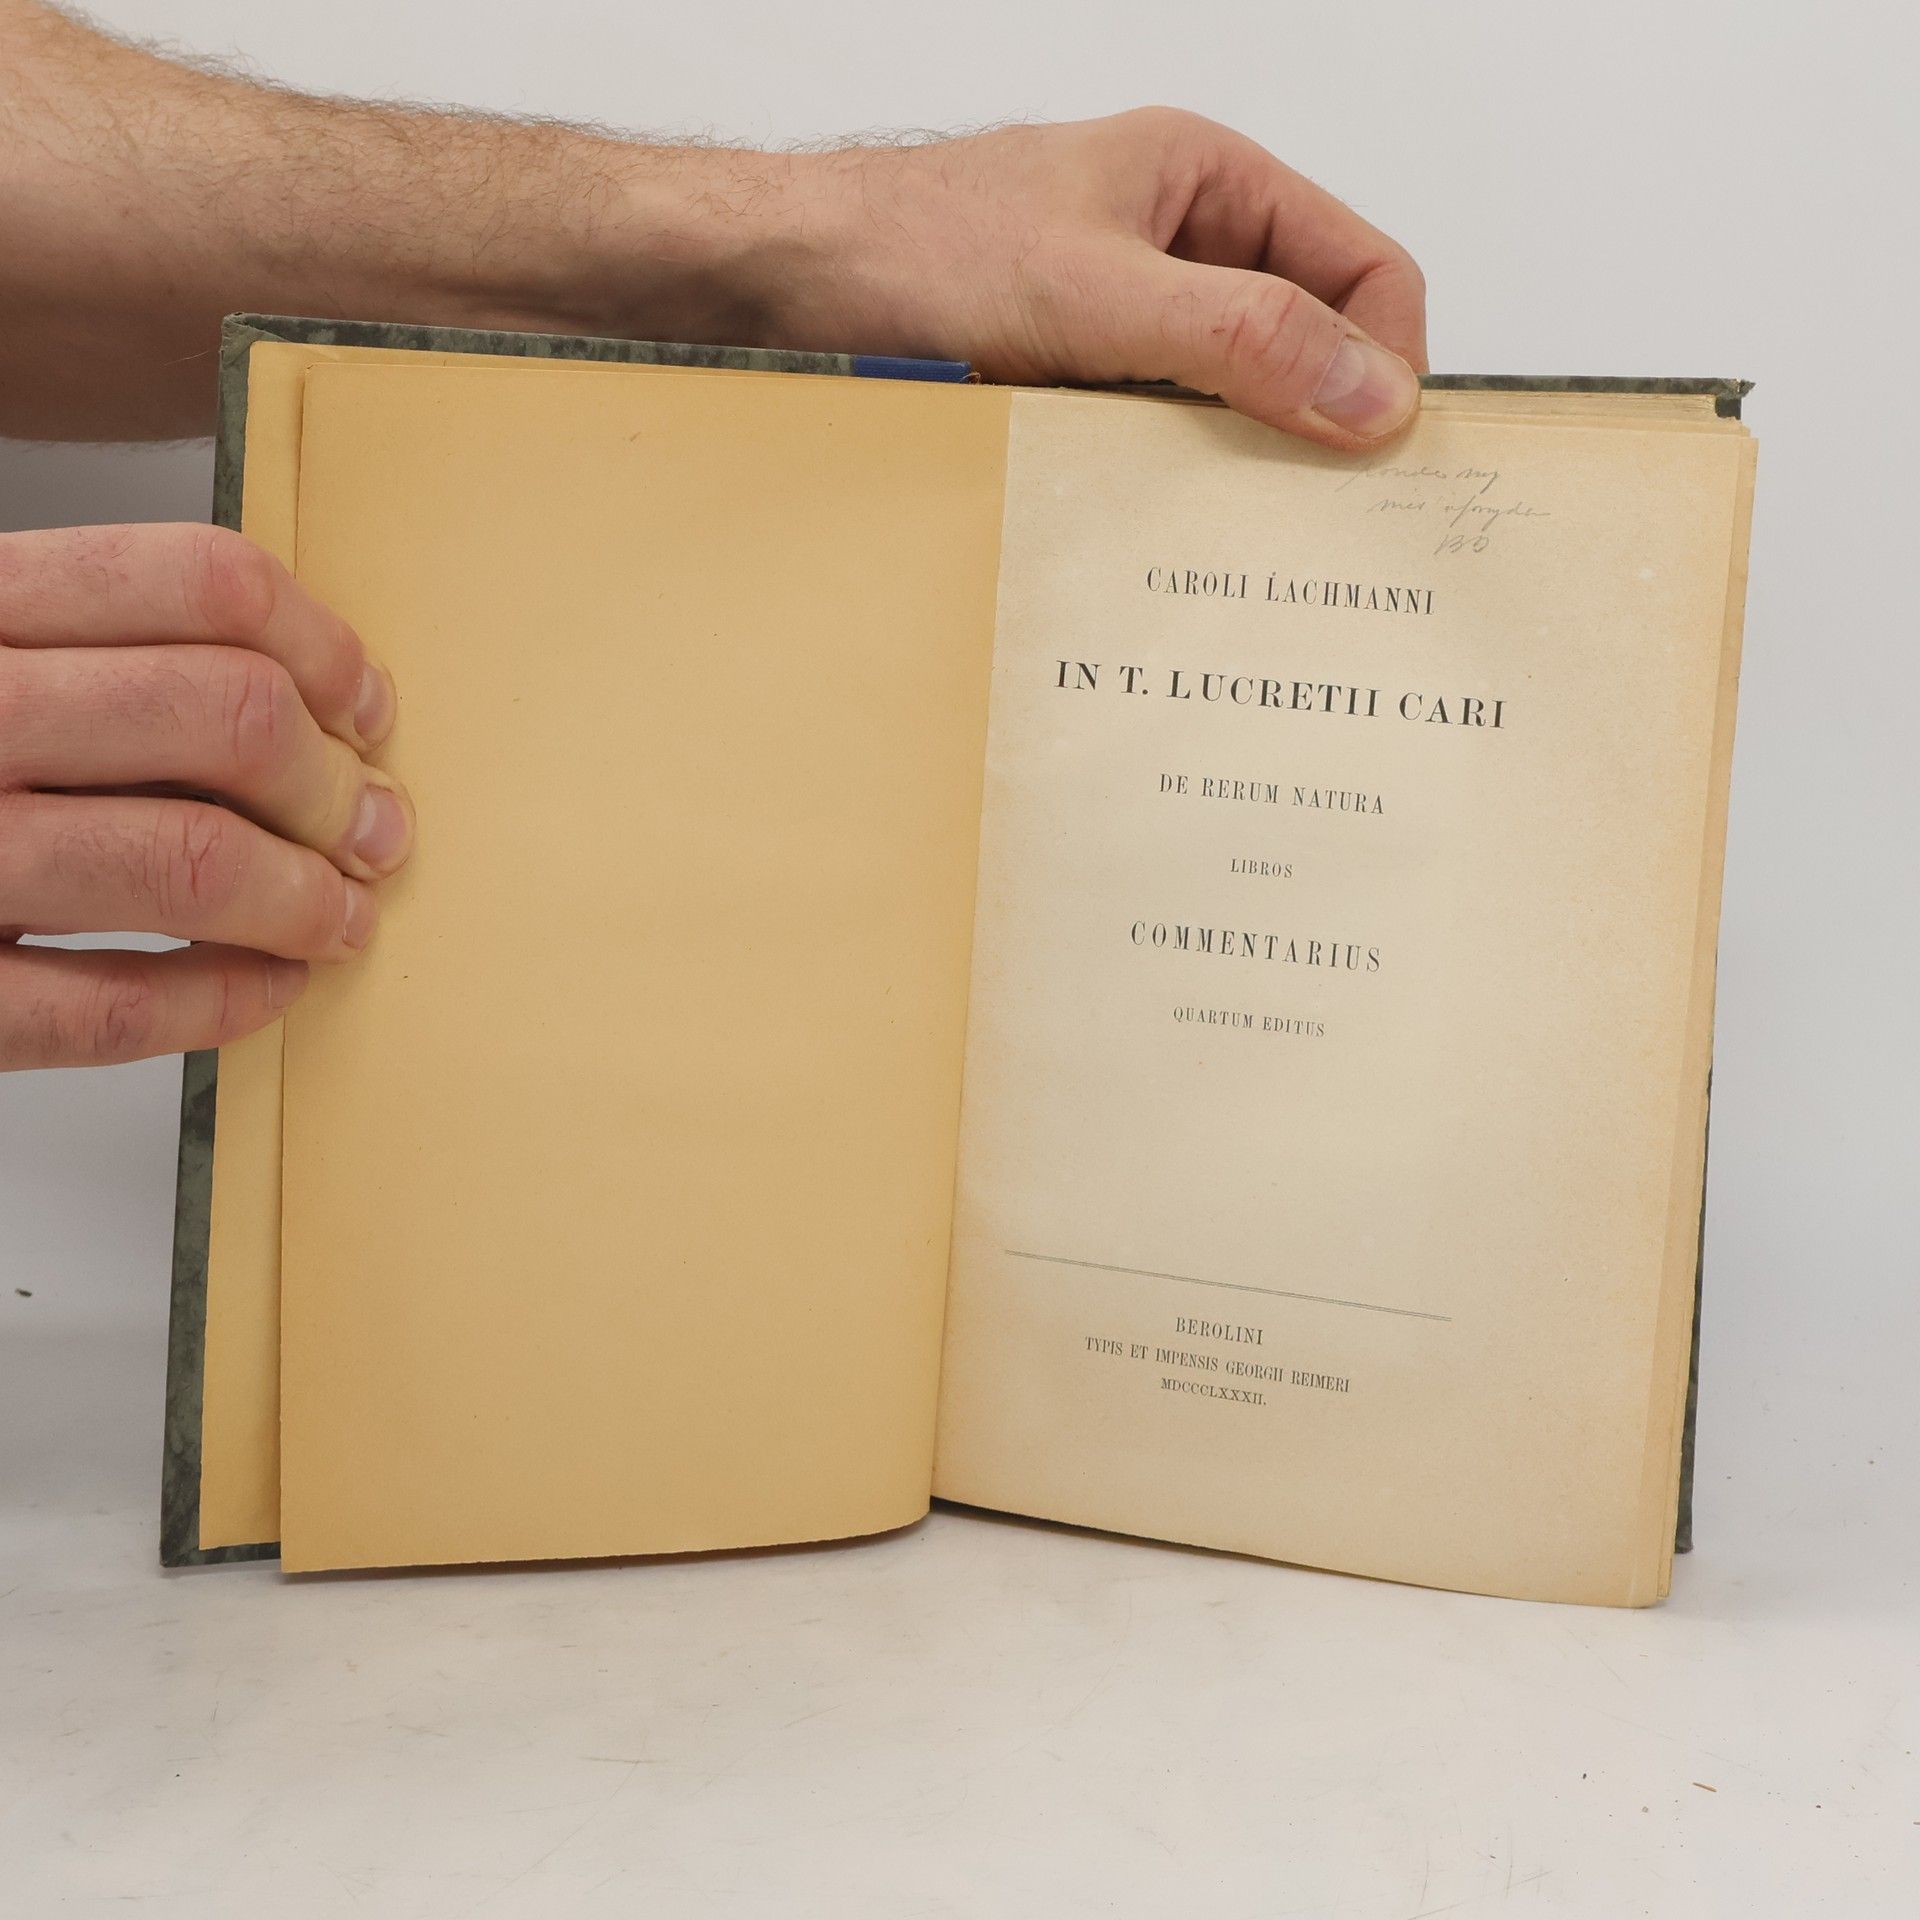 CAROLI LACHMANNI
IN T. LUCRETII CARI
DE RERUM NATURA
LIBROS
COMMENTARIUS
QUARTUM EDITUS
BEROLINI
TYPIS ET IMPENSIS GEORGII REIMERI
MDCCCLXXXII.